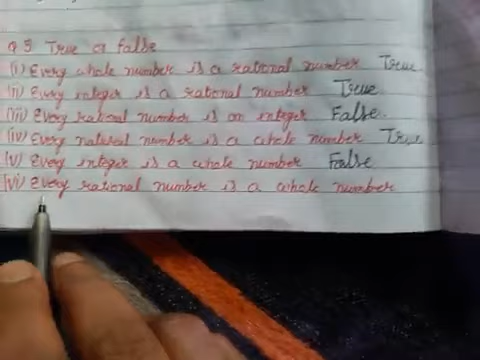 Q 5 True or false
(i) Every whole number is a rational number True
(ii) Every integer is a rational number True
(iii) Every rational number is an integer False.
(iv) Every natural number is a whole number True
(v) Every integer is a whole number False
(vi) Every rational number is a whole number